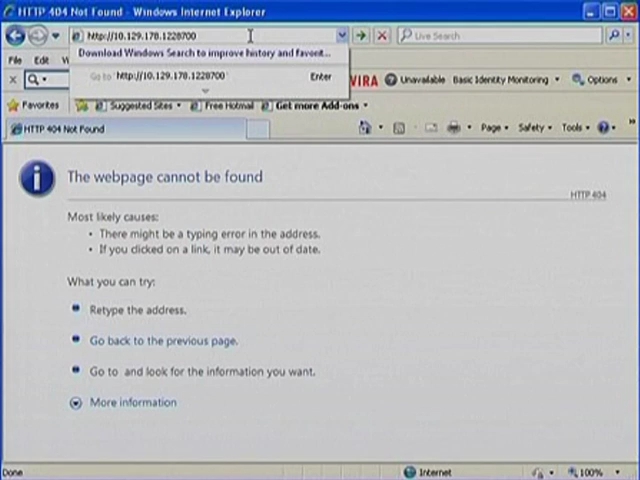 HTTP 404 Not Found - Windows Internet Explorer
http://10.129.178.1228700
Live Search
Download Windows Search to improve history and favorit...
Go to http://10.129.178.1228700 Enter
File Edit
VIRA Unavailable Basic Identity Monitoring Options
Favorites Suggested Sites Free Hotmail Get more Add-ons
HTTP 404 Not Found Page Safety Tools
The webpage cannot be found
HTTP 404
Most likely causes:
• There might be a typing error in the address.
• If you clicked on a link, it may be out of date.
What you can try:
Retype the address.
Go back to the previous page.
Go to and look for the information you want.
More information
Done Internet 100%